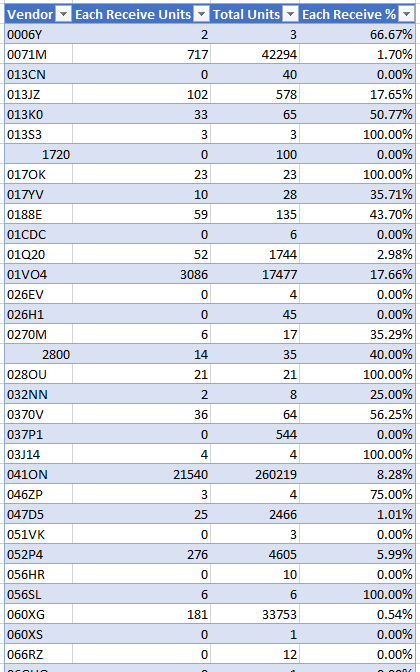 Vendor Each Receive Units Total Units Each Receive %
0006Y 2 3 66.67%
0071M 717 42294 1.70%
013CN 0 40 0.00%
013JZ 102 578 17.65%
013K0 33 65 50.77%
013S3 3 3 100.00%
1720 0 100 0.00%
017OK 23 23 100.00%
017YV 10 28 35.71%
0188E 59 135 43.70%
01CDC 0 6 0.00%
01Q20 52 1744 2.98%
01VO4 3086 17477 17.66%
026EV 0 4 0.00%
026H1 0 45 0.00%
0270M 6 17 35.29%
2800 14 35 40.00%
028OU 21 21 100.00%
032NN 2 8 25.00%
0370V 36 64 56.25%
037P1 0 544 0.00%
03J14 4 4 100.00%
041ON 21540 260219 8.28%
046ZP 3 4 75.00%
047D5 25 2466 1.01%
051VK 0 3 0.00%
052P4 276 4605 5.99%
056HR 0 10 0.00%
056SL 6 6 100.00%
060XG 181 33753 0.54%
060XS 0 1 0.00%
066RZ 0 12 0.00%